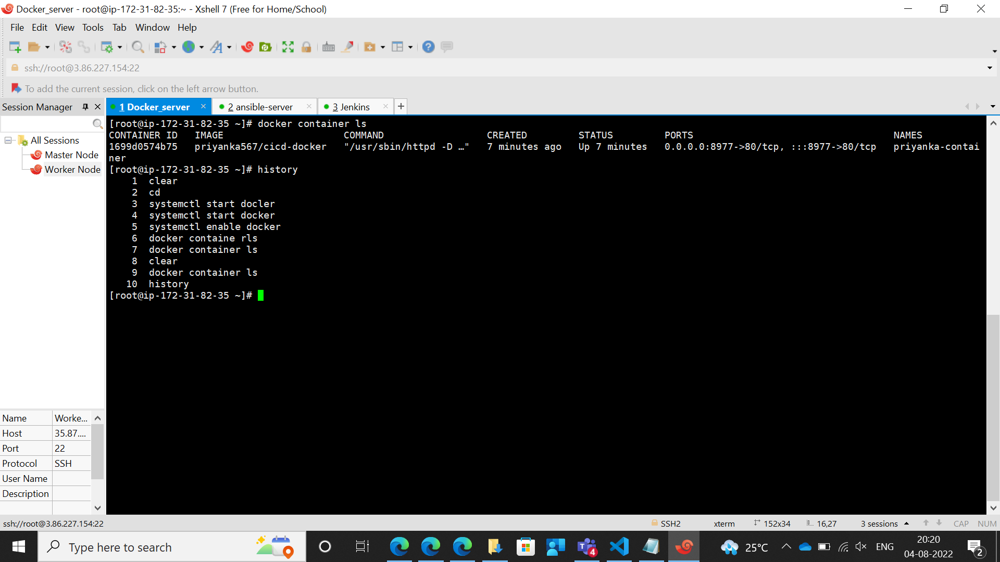 Docker_server - root@ip-172-31-82-35:~ - Xshell 7 (Free for Home/School)
File Edit View Tools Tab Window Help
ssh://root@3.86.227.154:22
To add the current session, click on the left arrow button.
Session Manager
1 Docker_server
2 ansible-server
3 Jenkins
All Sessions
Master Node
Worker Node
[root@ip-172-31-82-35 ~]# docker container ls
CONTAINER ID IMAGE COMMAND CREATED STATUS PORTS NAMES
1699d0574b75 priyanka567/cicd-docker "/usr/sbin/httpd -D …" 7 minutes ago Up 7 minutes 0.0.0.0:8977->80/tcp, :::8977->80/tcp priyanka-contai
ner
[root@ip-172-31-82-35 ~]# history
1 clear
2 cd
3 systemctl start docler
4 systemctl start docker
5 systemctl enable docker
6 docker containe rls
7 docker container ls
8 clear
9 docker container ls
10 history
[root@ip-172-31-82-35 ~]#
Name Worke...
Host 35.87....
Port 22
Protocol SSH
User Name
Description
ssh://root@3.86.227.154:22 SSH2 xterm 152x34 16,27 3 sessions CAP NUM
Type here to search
4
25°C
ENG
20:20
04-08-2022
2